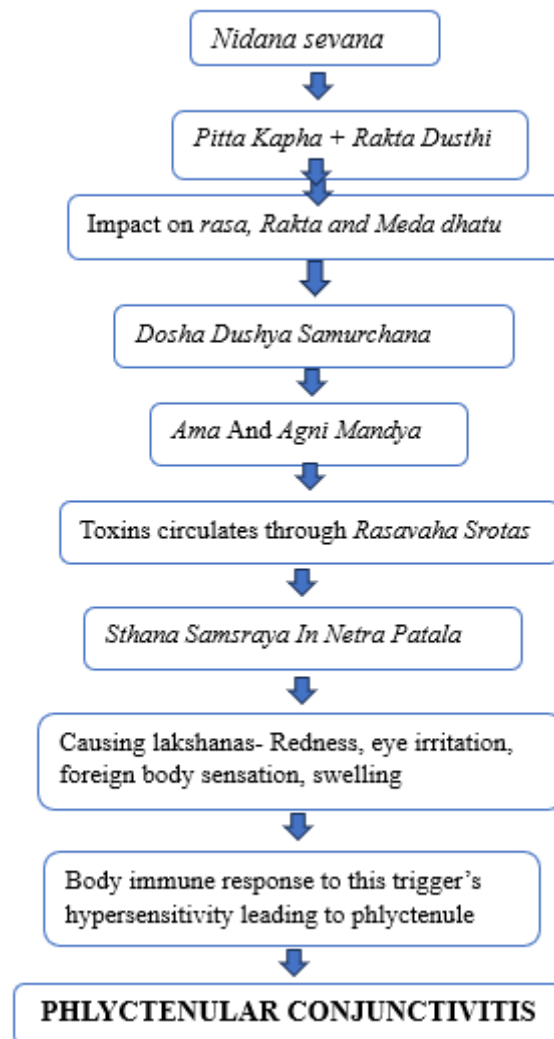 Nidana sevana
Pitta Kapha + Rakta Dusthi
Impact on rasa, Rakta and Meda dhatu
Dosha Dushya Samurchana
Ama And Agni Mandya
Toxins circulates through Rasavaha Srotas
Sthana Samsraya In Netra Patala
Causing lakshanas- Redness, eye irritation,
foreign body sensation, swelling
Body immune response to this trigger’s
hypersensitivity leading to phlyctenule
PHLYCTENULAR CONJUNCTIVITIS